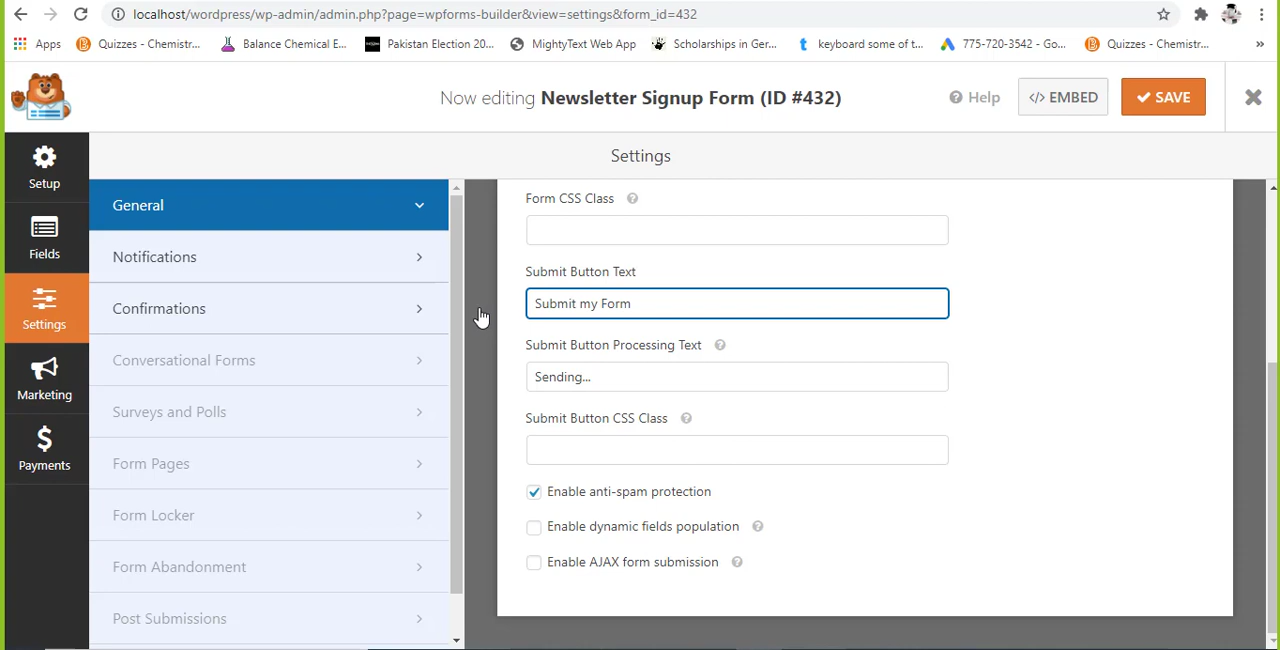 localhost/wordpress/wp-admin/admin.php?page=wpforms-builder&view=settings&form_id=432
Apps Quizzes - Chemistr... Balance Chemical E... Pakistan Election 20... MightyText Web App Scholarships in Ger... keyboard some of t... 775-720-3542 - Go... Quizzes - Chemistr... »
Now editing Newsletter Signup Form (ID #432) Help </> EMBED SAVE
Settings
Setup
Fields
Settings
Marketing
Payments
General
Notifications
Confirmations
Conversational Forms
Surveys and Polls
Form Pages
Form Locker
Form Abandonment
Post Submissions
Form CSS Class
Submit Button Text
Submit my Form
Submit Button Processing Text
Sending...
Submit Button CSS Class
Enable anti-spam protection
Enable dynamic fields population
Enable AJAX form submission